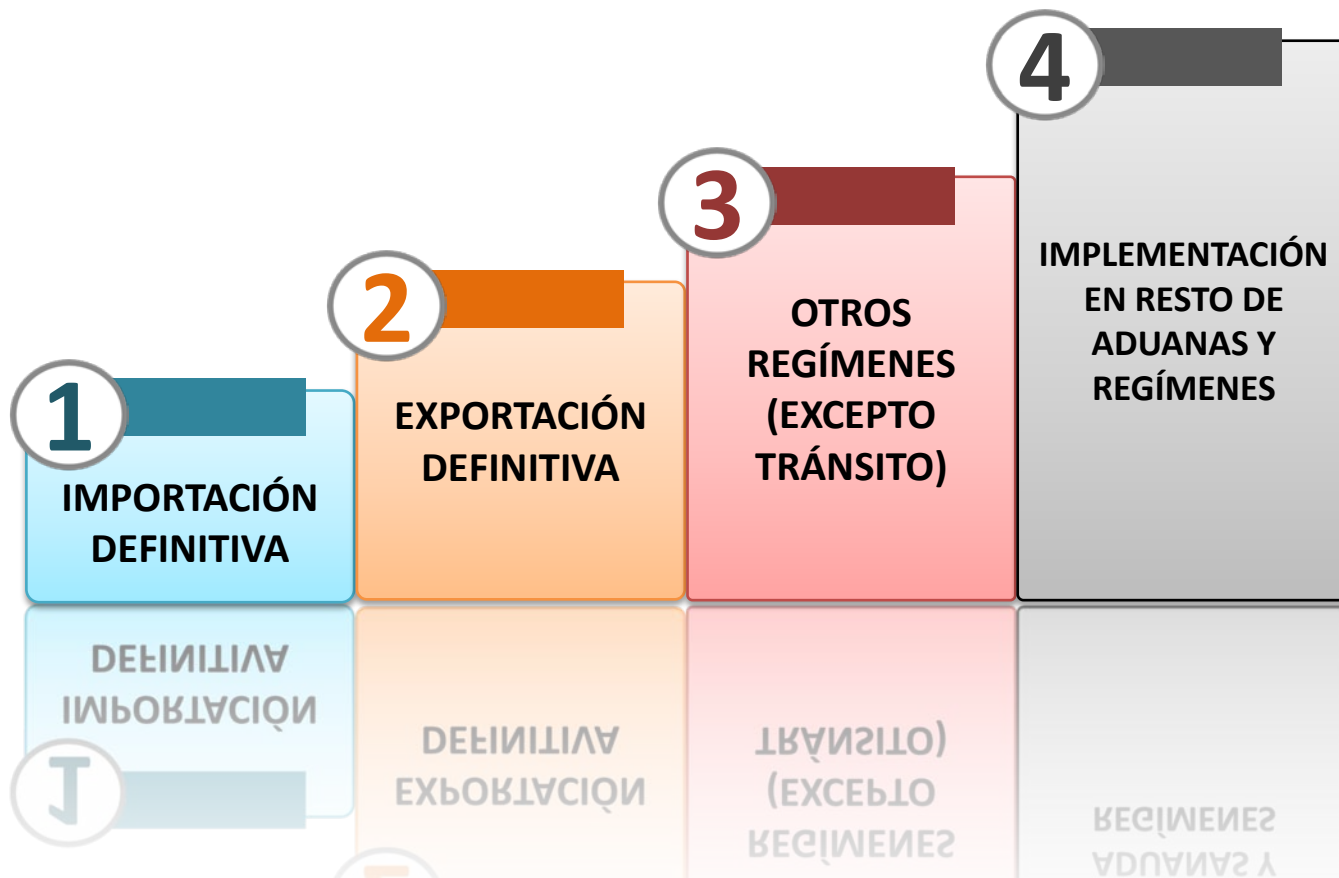 1
IMPORTACIÓN
DEFINITIVA
2
EXPORTACIÓN
DEFINITIVA
3
OTROS
REGÍMENES
(EXCEPTO
TRÁNSITO)
4
IMPLEMENTACIÓN
EN RESTO DE
ADUANAS Y
REGÍMENES